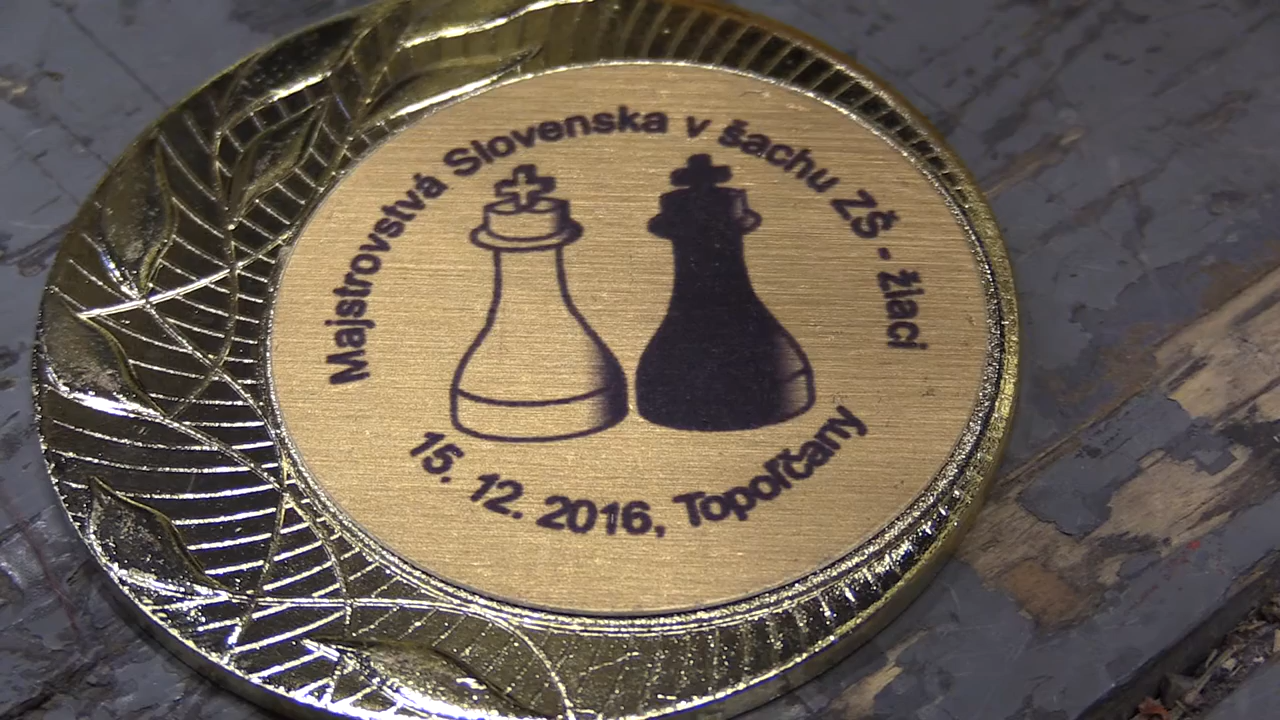 Majstrovstvá Slovenska v šachu ZŠ - žiaci
15. 12. 2016, Topoľčany